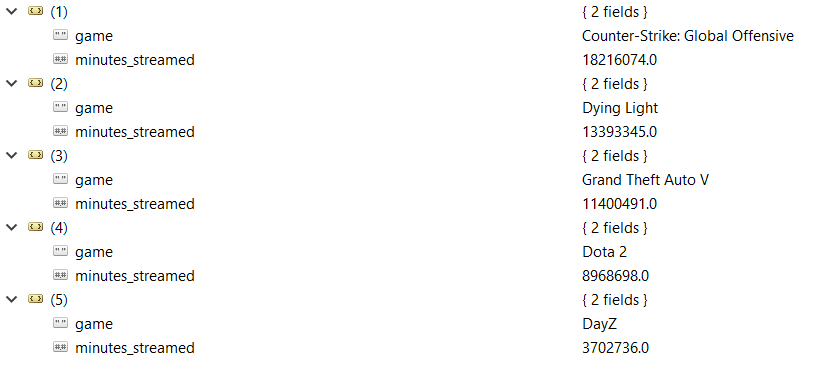 (1) { 2 fields }
" " game Counter-Strike: Global Offensive
#.# minutes_streamed 18216074.0
(2) { 2 fields }
" " game Dying Light
#.# minutes_streamed 13393345.0
(3) { 2 fields }
" " game Grand Theft Auto V
#.# minutes_streamed 11400491.0
(4) { 2 fields }
" " game Dota 2
#.# minutes_streamed 8968698.0
(5) { 2 fields }
" " game DayZ
#.# minutes_streamed 3702736.0